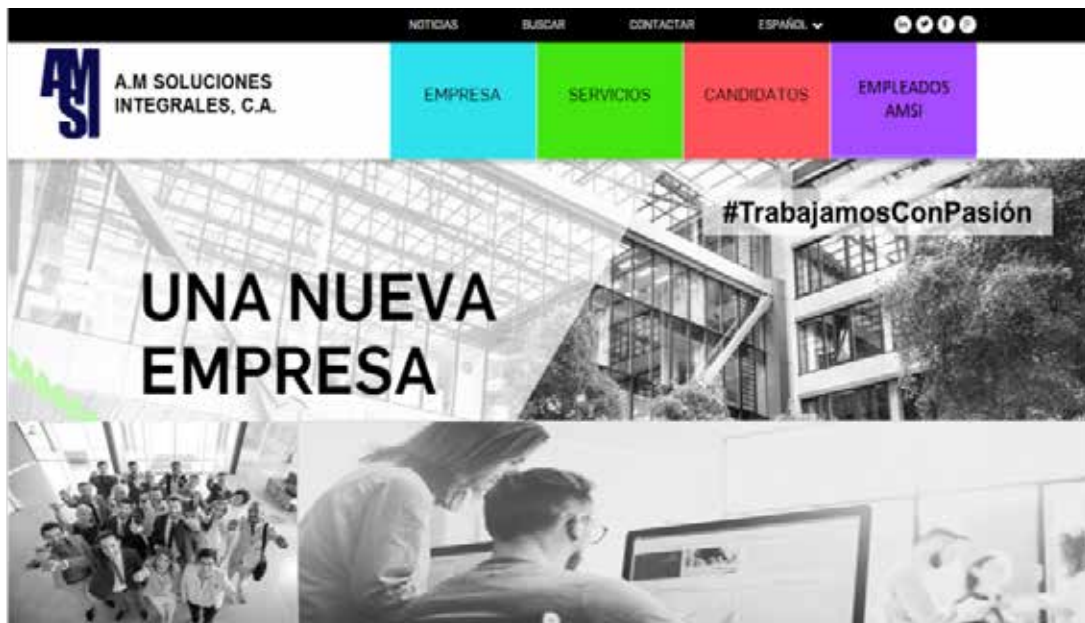 NOTICIAS BUSCAR CONTACTAR ESPAÑOL
AMSI
A.M SOLUCIONES
INTEGRALES, C.A.
EMPRESA SERVICIOS CANDIDATOS EMPLEADOS
AMSI
#TrabajamosConPasión
UNA NUEVA
EMPRESA